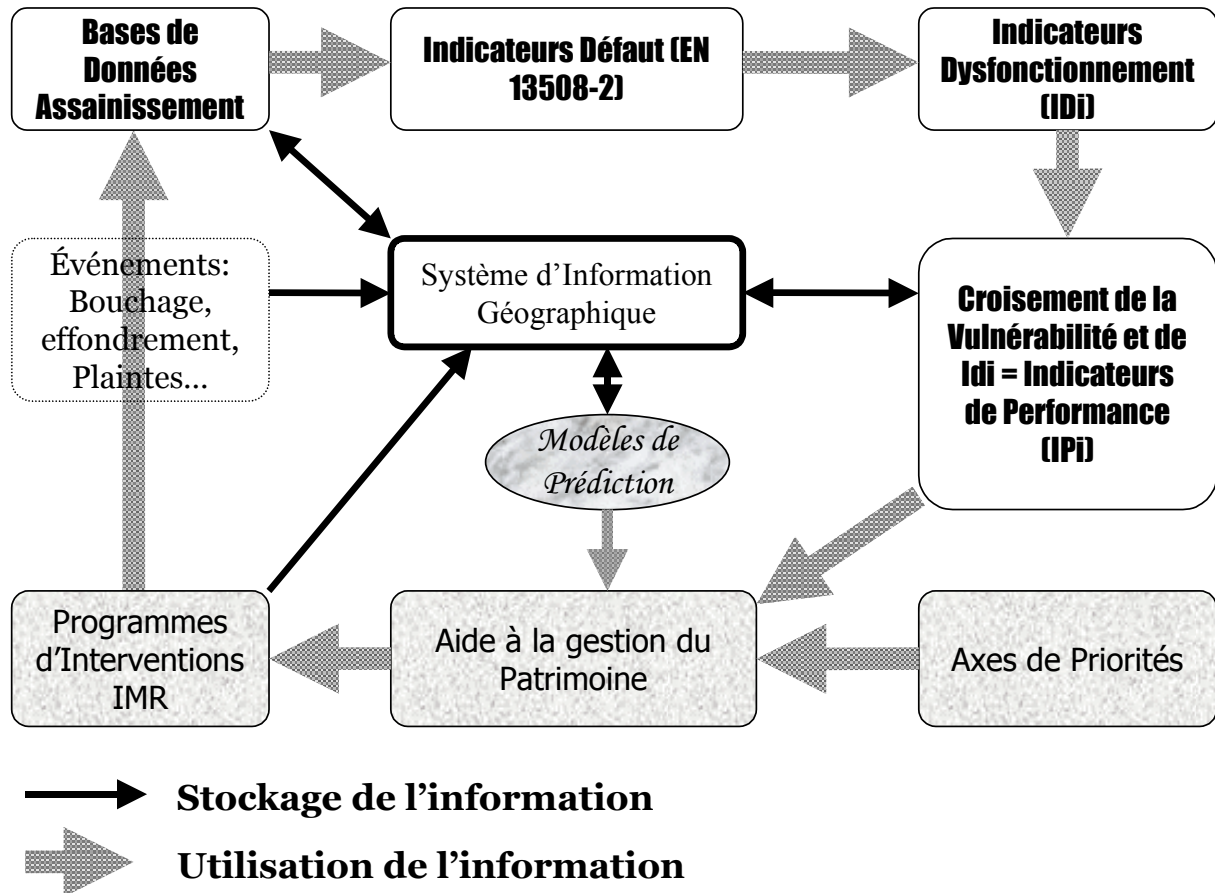 Bases de
Données
Assainissement
Indicateurs Défaut (EN
13508-2)
Indicateurs
Dysfonctionnement
(IDi)
Événements:
Bouchage,
effondrement,
Plaintes...
Système d’Information
Géographique
Croisement de la
Vulnérabilité et de
Idi = Indicateurs
de Performance
(IPi)
Modèles de
Prédiction
Programmes
d’Interventions
IMR
Aide à la gestion du
Patrimoine
Axes de Priorités
Stockage de l’information
Utilisation de l’information